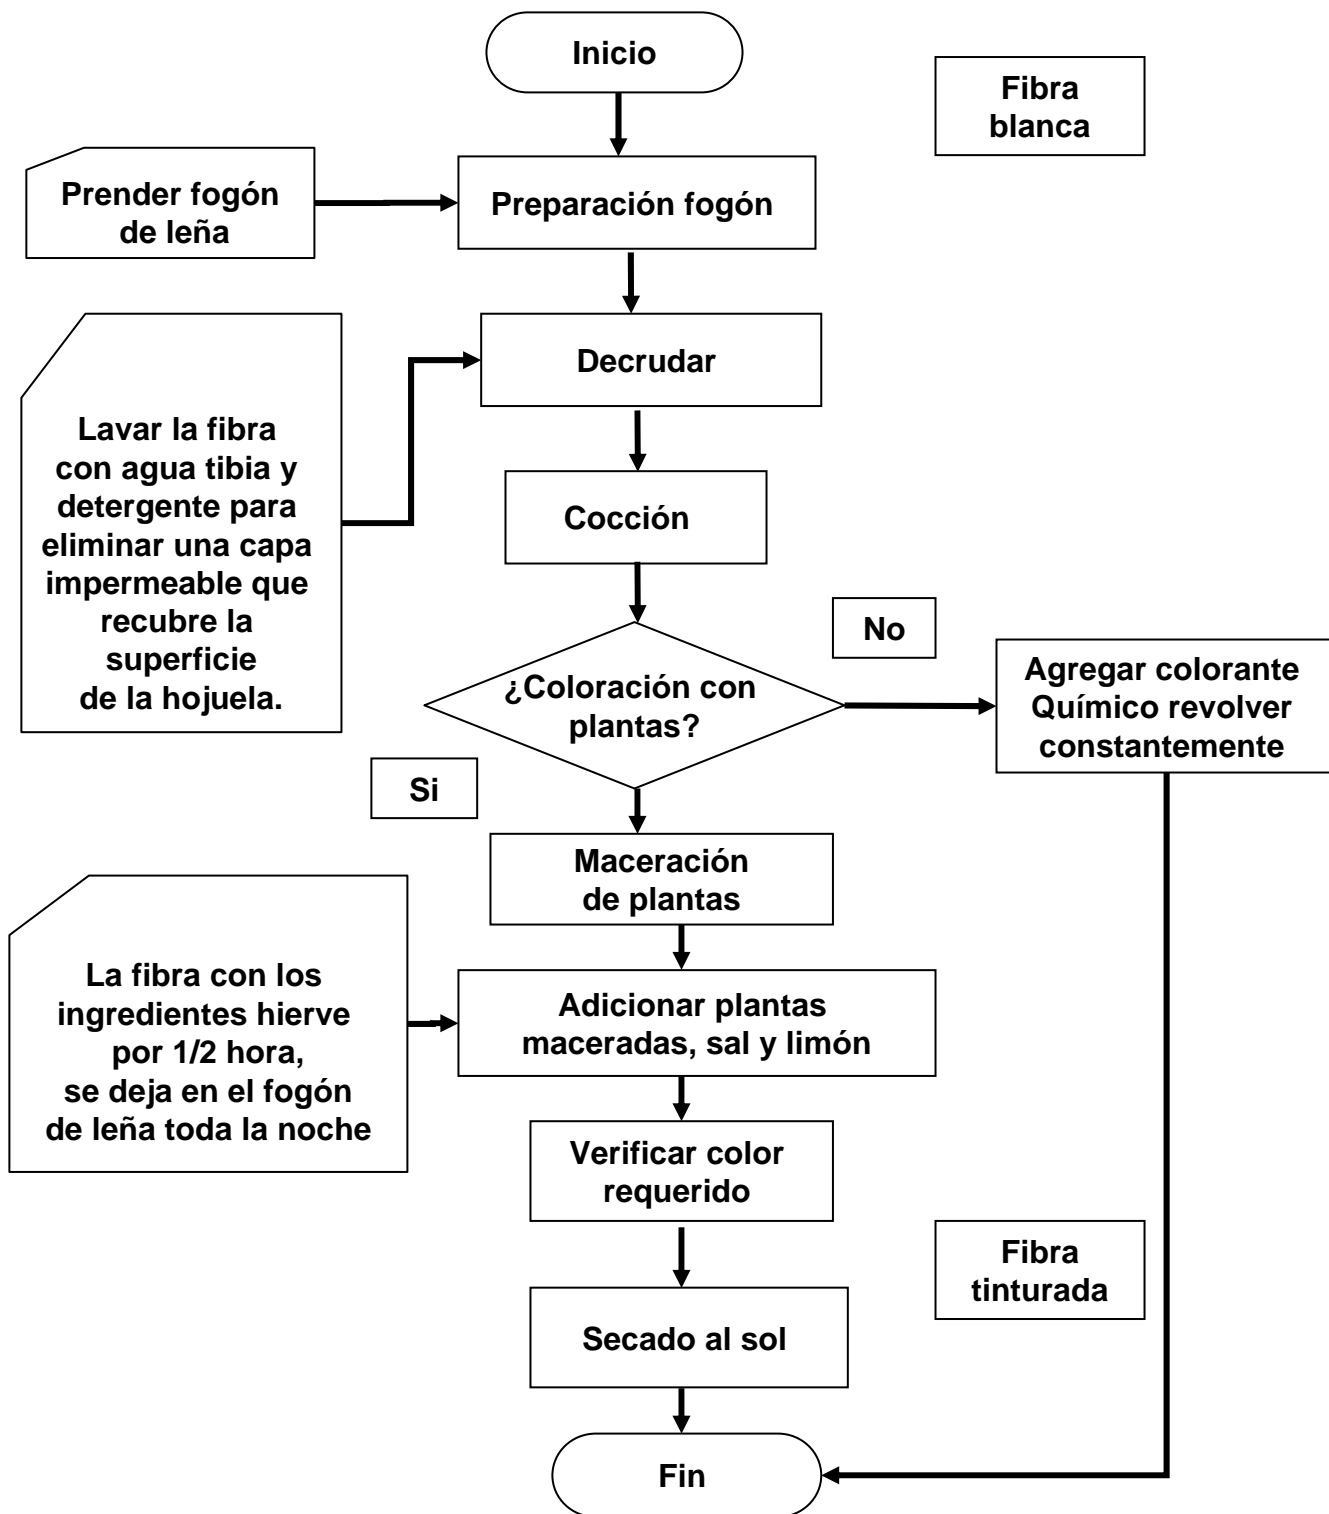 Inicio
Fibra
blanca
Prender fogón
de leña
Preparación fogón
Decrudar
Lavar la fibra
con agua tibia y
detergente para
eliminar una capa
impermeable que
recubre la
superficie
de la hojuela.
Cocción
No
¿Coloración con
plantas?
Agregar colorante
Químico revolver
constantemente
Si
Maceración
de plantas
La fibra con los
ingredientes hierve
por 1/2 hora,
se deja en el fogón
de leña toda la noche
Adicionar plantas
maceradas, sal y limón
Verificar color
requerido
Fibra
tinturada
Secado al sol
Fin